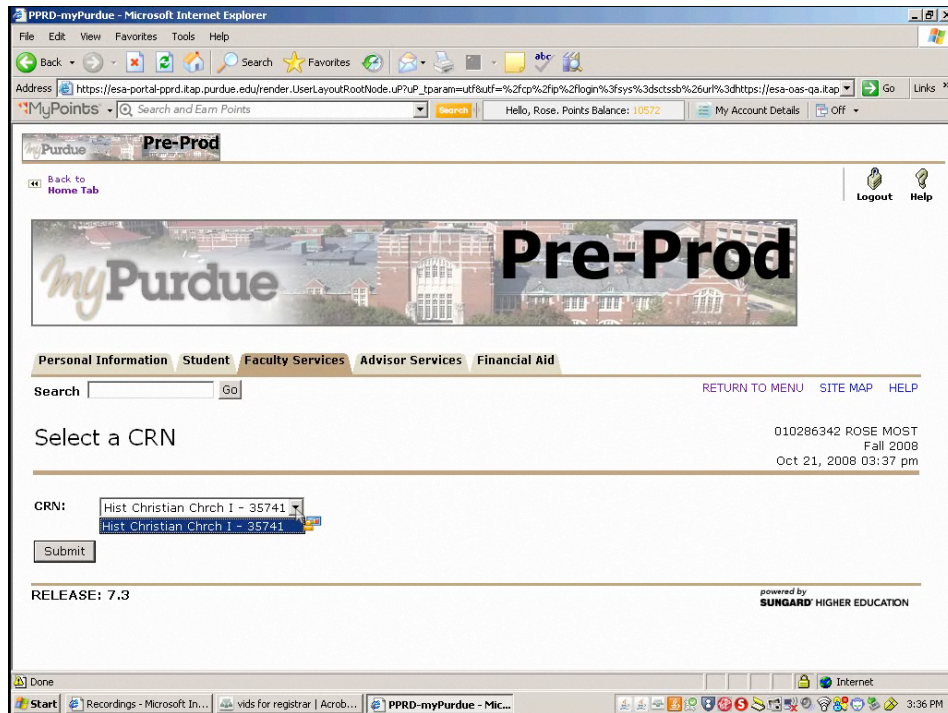 PPRD-myPurdue - Microsoft Internet Explorer
File Edit View Favorites Tools Help
Back Search Favorites abc
Address https://esa-portal-pprd.itap.purdue.edu/render.UserLayoutRootNode.uP?uP_tparam=utf&utf=%2fcp%2fip%2flogin%3fsys%3dsctssb%26url%3dhttps://esa-oas-qa.itap Go Links »
MyPoints Search and Earn Points Search Hello, Rose. Points Balance: 10572 My Account Details Off
myPurdue Pre-Prod
Back to
Home Tab
Logout Help
myPurdue Pre-Prod
Personal Information Student Faculty Services Advisor Services Financial Aid
Search Go RETURN TO MENU SITE MAP HELP
Select a CRN
010286342 ROSE MOST
Fall 2008
Oct 21, 2008 03:37 pm
CRN: Hist Christian Chrch I - 35741
Hist Christian Chrch I - 35741
Submit
RELEASE: 7.3
powered by
SUNGARD HIGHER EDUCATION
Done Internet
Start Recordings - Microsoft In... vids for registrar | Acrob... PPRD-myPurdue - Mic... 3:36 PM